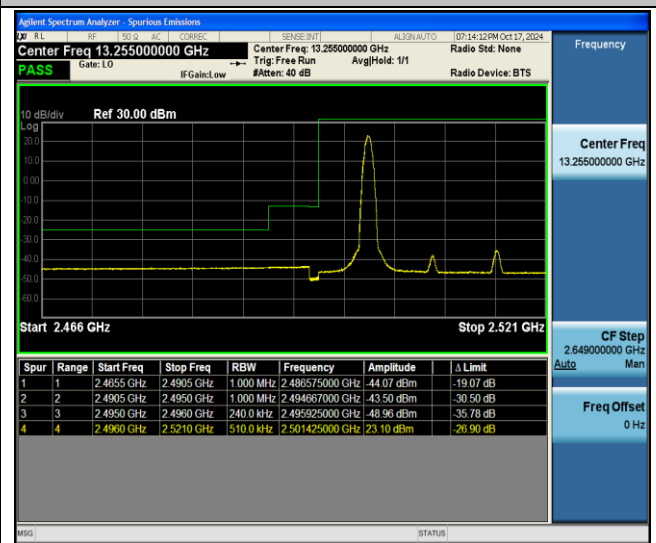 Agilent Spectrum Analyzer - Spurious Emissions
RL RF 50 Ω AC CORREC SENSE:INT ALIGNAUTO 07:14:12PM Oct 17, 2024
Center Freq 13.255000000 GHz Center Freq: 13.255000000 GHz Radio Std: None Frequency
PASS Gate: LO Trig: Free Run Avg|Hold: 1/1
IFGain:Low #Atten: 40 dB Radio Device: BTS
10 dB/div Ref 30.00 dBm
Log
20.0
10.0
0.00
-10.0
-20.0
-30.0
-40.0
-50.0
-60.0
Start 2.466 GHz Stop 2.521 GHz
Center Freq
13.255000000 GHz
CF Step
2.649000000 GHz
Auto Man
Freq Offset
0 Hz
Spur Range Start Freq Stop Freq RBW Frequency Amplitude Δ Limit
1 1 2.4655 GHz 2.4905 GHz 1.000 MHz 2.486575000 GHz -44.07 dBm -19.07 dB
2 2 2.4905 GHz 2.4950 GHz 1.000 MHz 2.494667000 GHz -43.50 dBm -30.50 dB
3 3 2.4950 GHz 2.4960 GHz 240.0 kHz 2.495925000 GHz -48.96 dBm -35.78 dB
4 4 2.4960 GHz 2.5210 GHz 510.0 kHz 2.501425000 GHz 23.10 dBm -26.90 dB
MSG STATUS